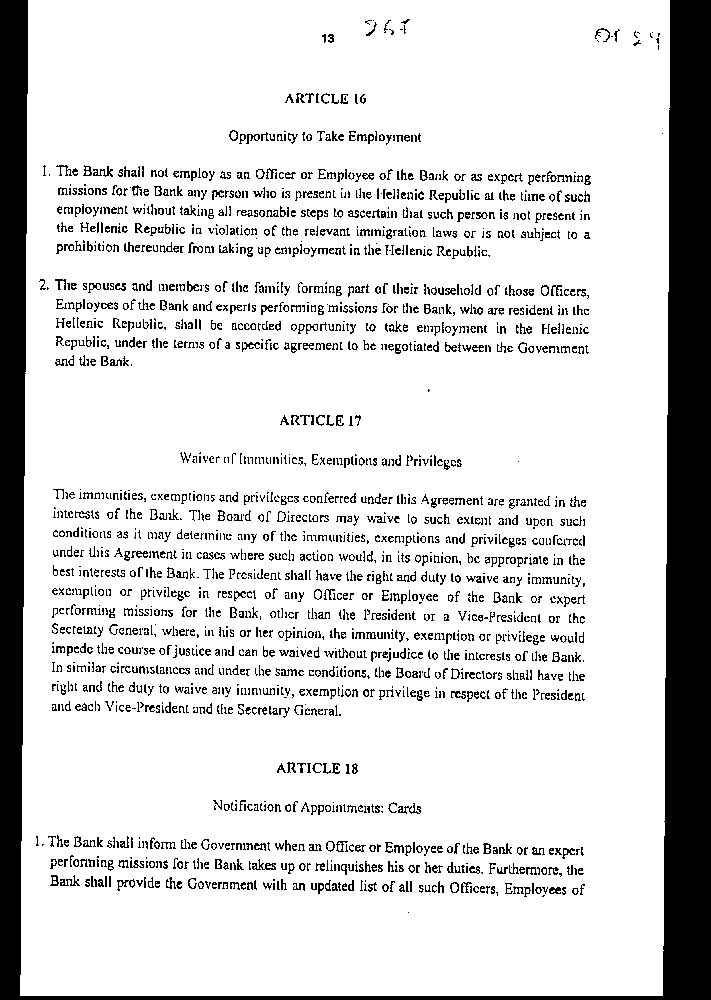 13
967
ARTICLE 16
Opportunity to Take Employment
1. The Bank shall not employ as an Officer or Employee of the Bank or as expert performing
missions for the Bank any person who is present in the Hellenic Republic at the time of such
employment without taking all reasonable steps to ascertain that such person is not present in
the Hellenic Republic in violation of the relevant immigration laws or is not subject to a
prohibition thereunder from taking up employment in the Hellenic Republic.
2. The spouses and members of the family forming part of their household of those Officers,
Employees of the Bank and experts performing missions for the Bank, who are resident in the
Hellenic Republic, shall be accorded opportunity to take employment in the Hellenic
Republic, under the terms of a specific agreement to be negotiated between the Government
and the Bank.
ARTICLE 17
Waiver of Immunities, Exemptions and Privileges
The immunities, exemptions and privileges conferred under this Agreement are granted in the
interests of the Bank. The Board of Directors may waive to such extent and upon such
conditions as it may determine any of the immunities, exemptions and privileges conferred
under this Agreement in cases where such action would, in its opinion, be appropriate in the
best interests of the Bank. The President shall have the right and duty to waive any immunity,
exemption or privilege in respect of any Officer or Employee of the Bank or expert
performing missions for the Bank, other than the President or a Vice-President or the
Secretaty General, where, in his or her opinion, the immunity, exemption or privilege would
impede the course of justice and can be waived without prejudice to the interests of the Bank.
In similar circumstances and under the same conditions, the Board of Directors shall have the
right and the duty to waive any immunity, exemption or privilege in respect of the President
and each Vice-President and the Secretary General.
ARTICLE 18
Notification of Appointments: Cards
1. The Bank shall inform the Government when an Officer or Employee of the Bank or an expert
performing missions for the Bank takes up or relinquishes his or her duties. Furthermore, the
Bank shall provide the Government with an updated list of all such Officers, Employees of